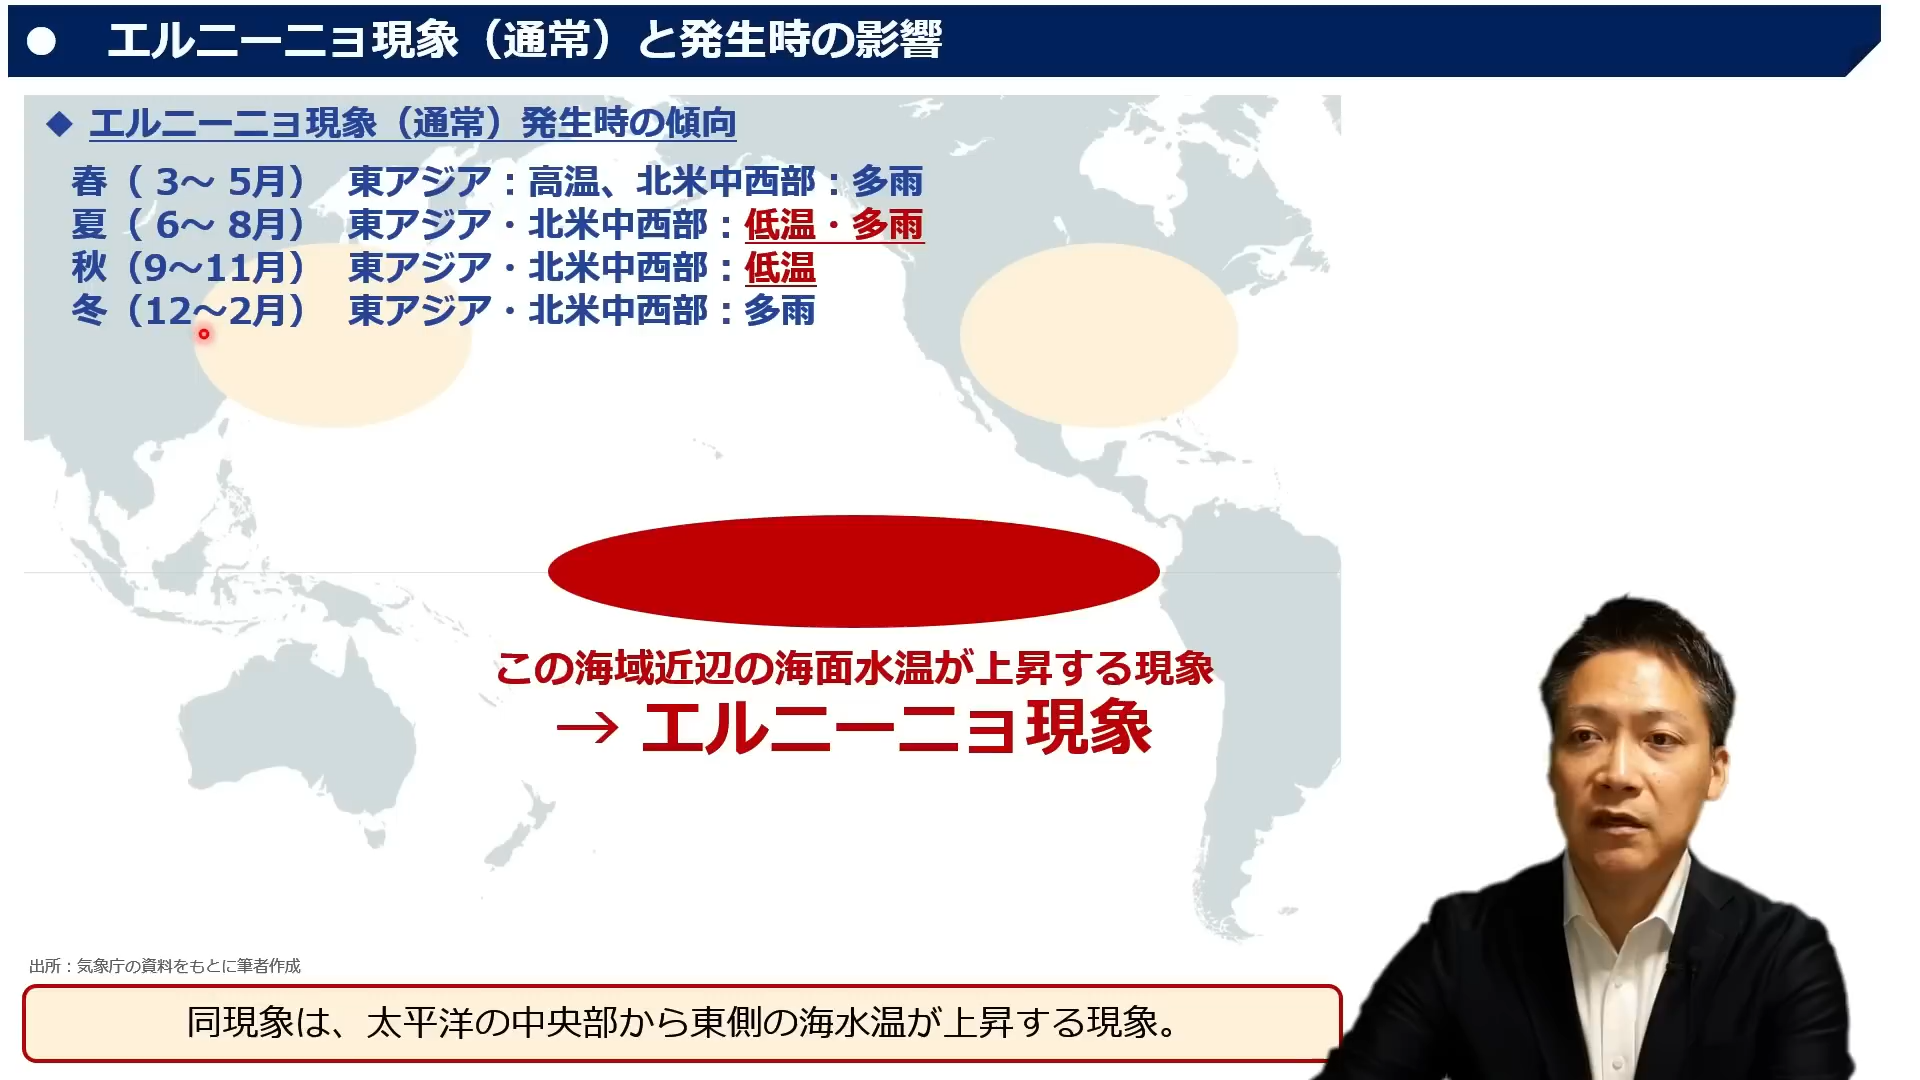 ● エルニーニョ現象（通常）と発生時の影響
◆ エルニーニョ現象（通常）発生時の傾向
春（ 3～ 5月） 東アジア：高温、北米中西部：多雨
夏（ 6～ 8月） 東アジア・北米中西部：低温・多雨
秋（9～11月） 東アジア・北米中西部：低温
冬（12～2月） 東アジア・北米中西部：多雨
この海域近辺の海面水温が上昇する現象
→ エルニーニョ現象
出所：気象庁の資料をもとに筆者作成
同現象は、太平洋の中央部から東側の海水温が上昇する現象。